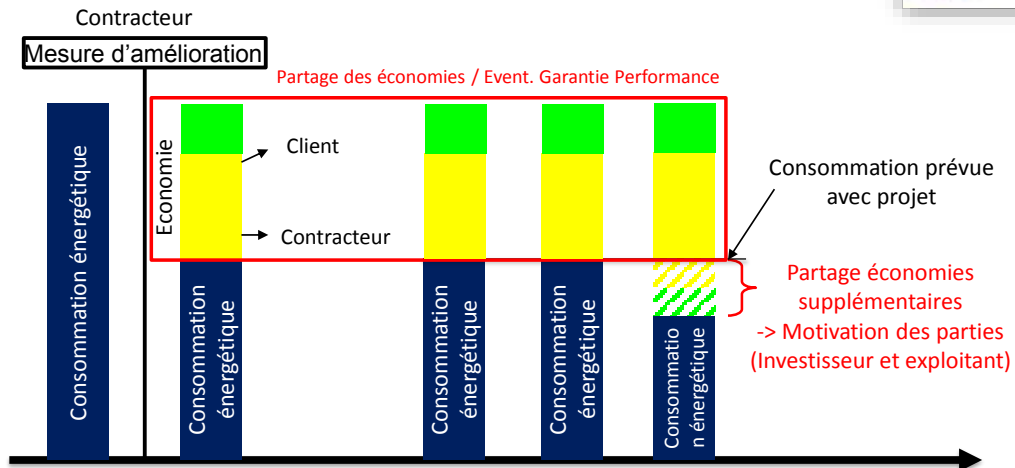 Contracteur
Mesure d’amélioration
Partage des économies / Event. Garantie Performance
Consommation énergétique
Economie
Client
Contracteur
Consommation
énergétique
Consommation
énergétique
Consommation
énergétique
Consommatio
n énergétique
Consommation prévue
avec projet
Partage économies
supplémentaires
-> Motivation des parties
(Investisseur et exploitant)